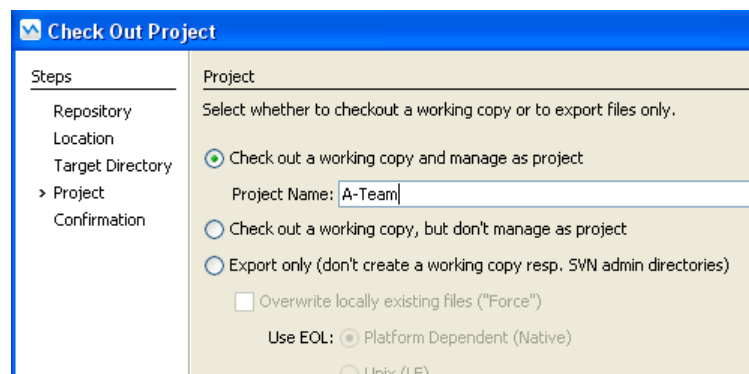 Check Out Project
Steps
Repository
Location
Target Directory
> Project
Confirmation
Project
Select whether to checkout a working copy or to export files only.
Check out a working copy and manage as project
Project Name: A-Team
Check out a working copy, but don't manage as project
Export only (don't create a working copy resp. SVN admin directories)
Overwrite locally existing files ("Force")
Use EOL: Platform Dependent (Native)
Unix (LF)